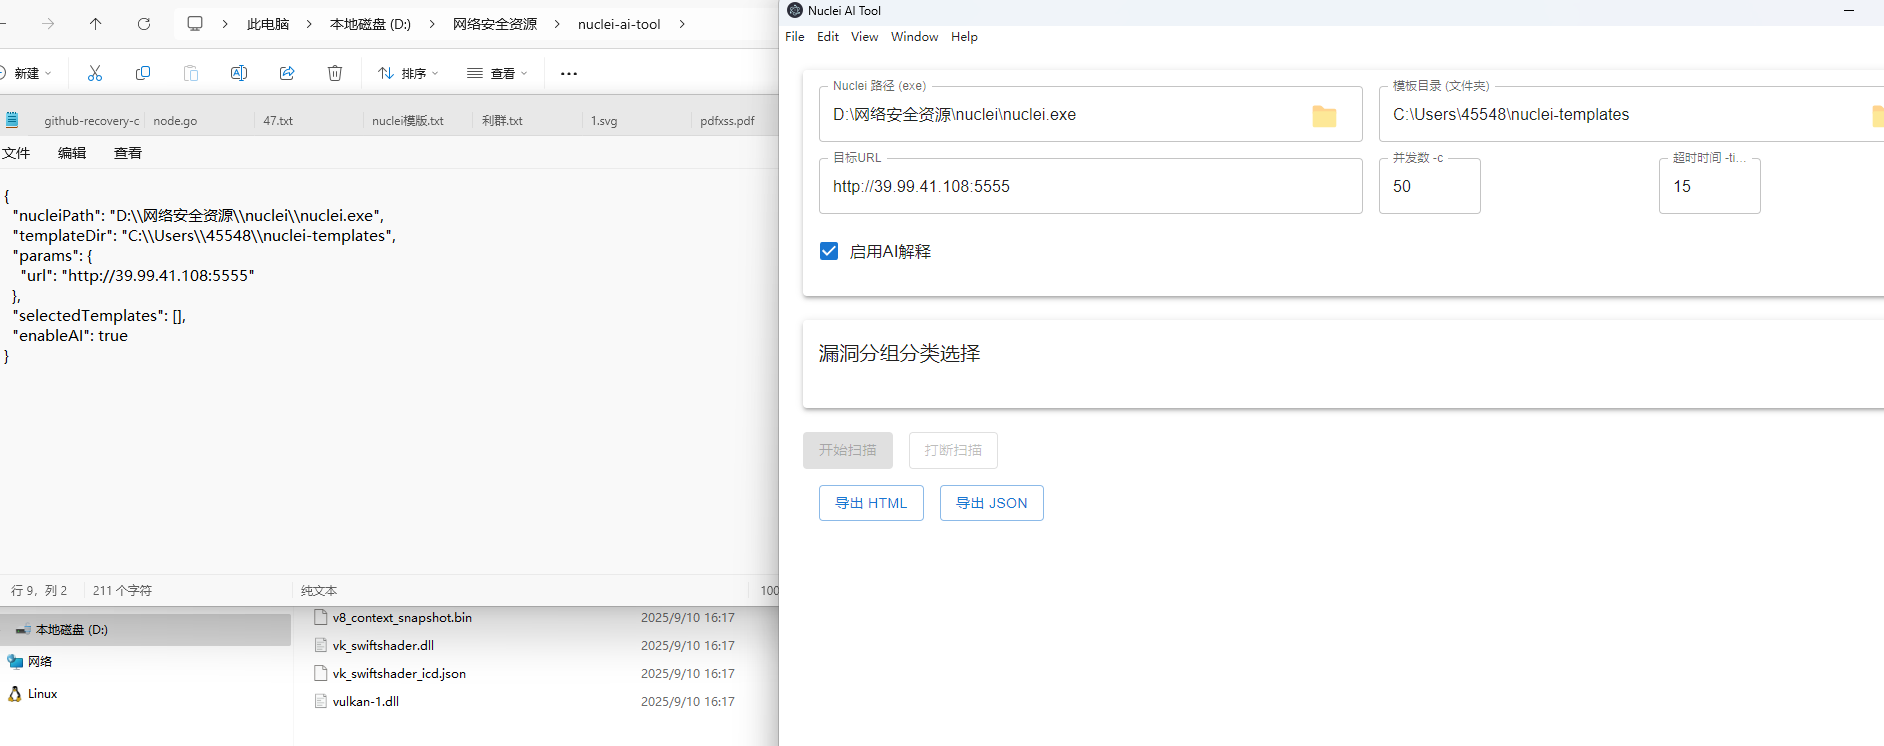 此电脑
本地磁盘 (D:)
网络安全资源
nuclei-ai-tool
新建
排序
查看
github-recovery-c
node.go
47.txt
nuclei模版.txt
利群.txt
1.svg
pdfxss.pdf
文件
编辑
查看
{
"nucleiPath": "D:\\网络安全资源\\nuclei\\nuclei.exe",
"templateDir": "C:\\Users\\45548\\nuclei-templates",
"params": {
"url": "http://39.99.41.108:5555"
},
"selectedTemplates": [],
"enableAI": true
}
行 9, 列 2
211 个字符
纯文本
100
本地磁盘 (D:)
网络
Linux
v8_context_snapshot.bin 2025/9/10 16:17
vk_swiftshader.dll 2025/9/10 16:17
vk_swiftshader_icd.json 2025/9/10 16:17
vulkan-1.dll 2025/9/10 16:17
Nuclei AI Tool
File Edit View Window Help
Nuclei 路径 (exe)
D:\网络安全资源\nuclei\nuclei.exe
模板目录 (文件夹)
C:\Users\45548\nuclei-templates
目标URL
http://39.99.41.108:5555
并发数 -c
50
超时时间 -ti...
15
启用AI解释
漏洞分组分类选择
开始扫描
打断扫描
导出 HTML
导出 JSON